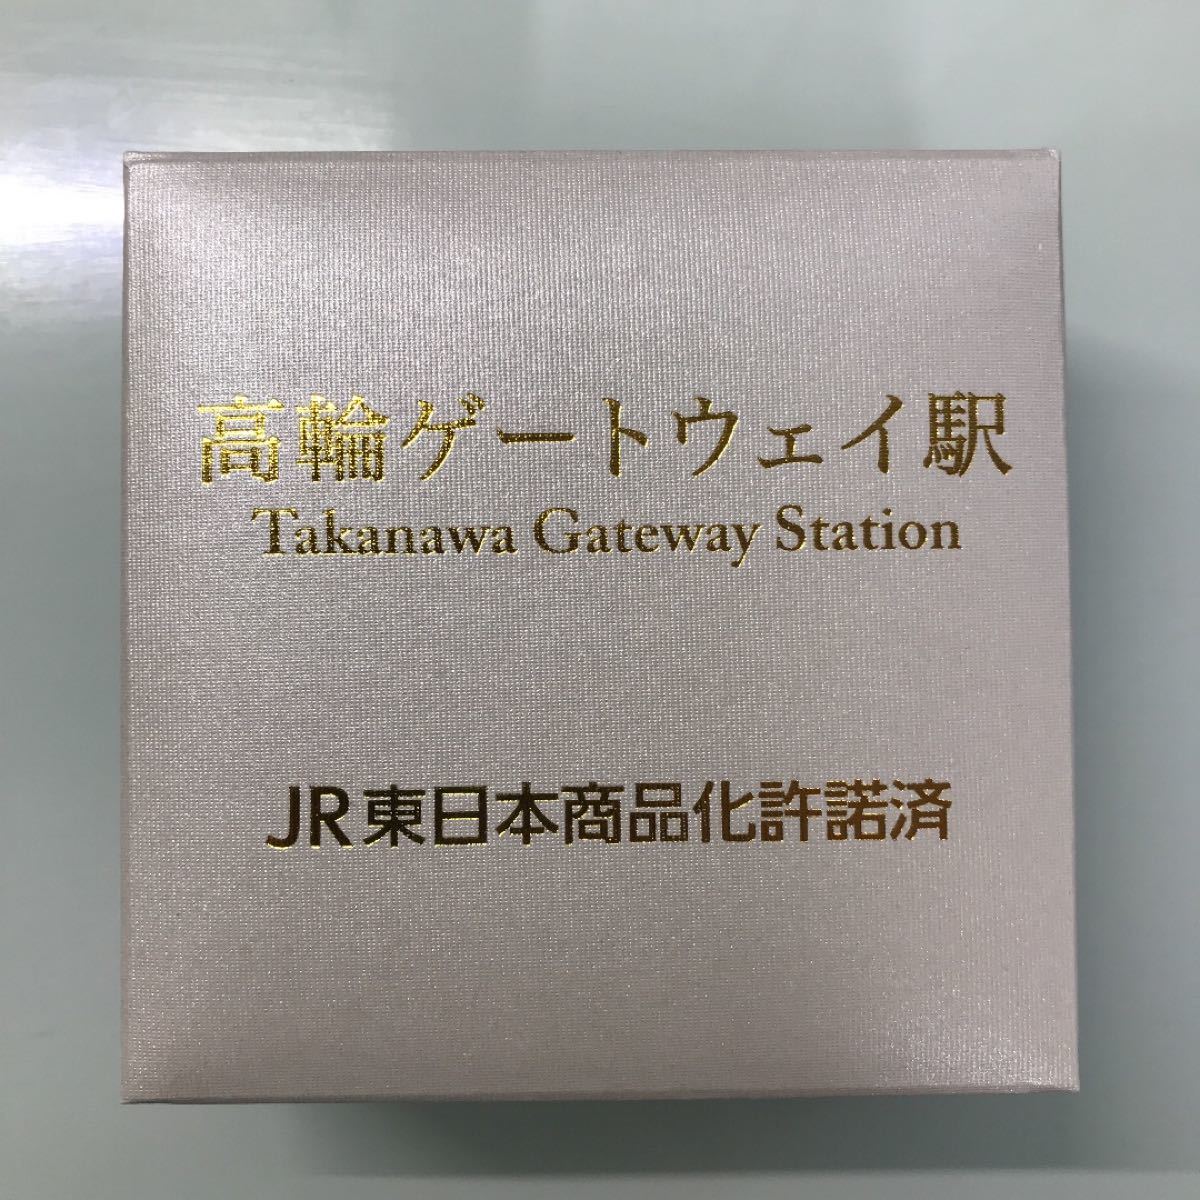 高輪ゲートウェイ駅
Takanawa Gateway Station
JR東日本商品化許諾済